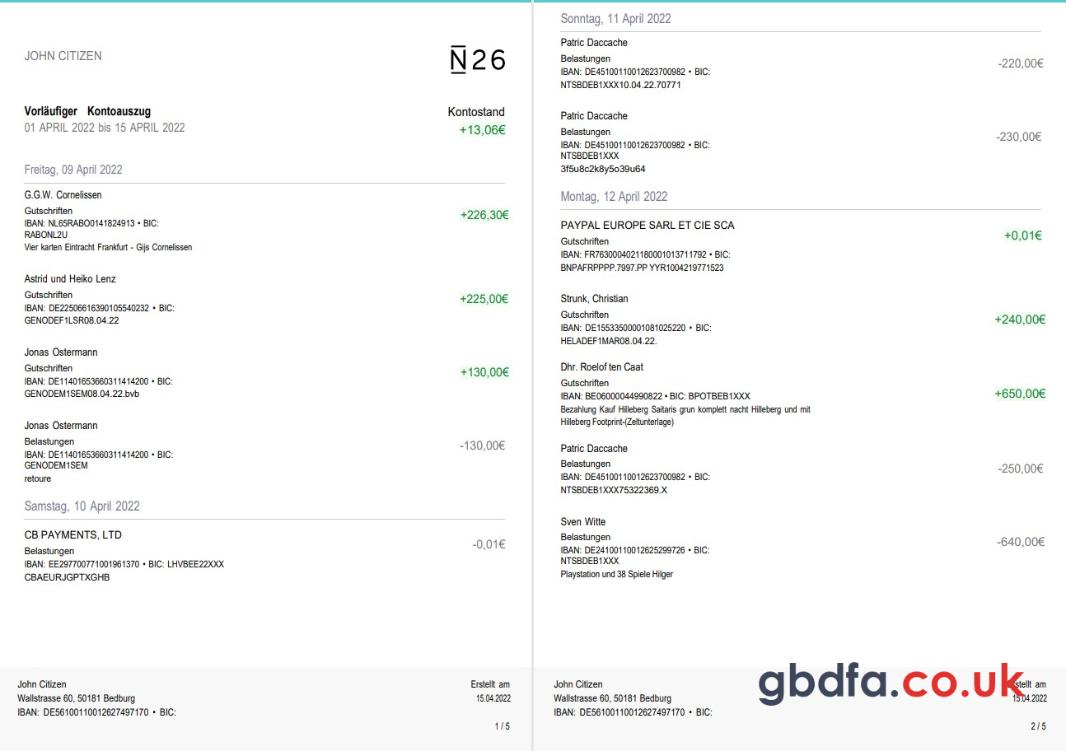 JOHN CITIZEN
N26
Vorläufiger Kontoauszug
Kontostand
01 APRIL 2022 bis 15 APRIL 2022
+13,06€
Freitag, 09 April 2022
G.G.W. Cornelissen
Gutschriften
+226,30€
IBAN: NL65RABO0141824913 • BIC:
RABONL2U
Vier karten Eintracht Frankfurt - Gijs Cornelissen
Astrid und Heiko Lenz
Gutschriften
+225,00€
IBAN: DE22506616390105540232 • BIC:
GENODEF1LSR08.04.22
Jonas Ostermann
Gutschriften
+130,00€
IBAN: DE11401653660311414200 • BIC:
GENODEM1SEM08.04.22.bvb
Jonas Ostermann
Belastungen
-130,00€
IBAN: DE11401653660311414200 • BIC:
GENODEM1SEM
retoure
Samstag, 10 April 2022
CB PAYMENTS, LTD
-0,01€
Belastungen
IBAN: EE297700771001961370 • BIC: LHVBEE22XXX
CBAEURJGPTXGHB
John Citizen
Erstellt am
Wallstrasse 60, 50181 Bedburg
15.04.2022
IBAN: DE56100110012627497170 • BIC:
1 / 5
Sonntag, 11 April 2022
Patric Daccache
Belastungen
-220,00€
IBAN: DE45100110012623700982 • BIC:
NTSBDEB1XXX10.04.22.70771
Patric Daccache
Belastungen
-230,00€
IBAN: DE45100110012623700982 • BIC:
NTSBDEB1XXX
3f5u8c2k8y5o39u64
Montag, 12 April 2022
PAYPAL EUROPE SARL ET CIE SCA
+0,01€
Gutschriften
IBAN: FR7630004021180001013711792 • BIC:
BNPAFRPPPP.7997.PP YYR1004219771523
Strunk, Christian
Gutschriften
+240,00€
IBAN: DE15533500001081025220 • BIC:
HELADEF1MAR08.04.22.
Dhr. Roelof ten Caat
Gutschriften
+650,00€
IBAN: BE06000044990822 • BIC: BPOTBEB1XXX
Bezahlung Kauf Hilleberg Saitaris grun komplett nacht Hilleberg und mit
Hilleberg Footprint-(Zeltunterlage)
Patric Daccache
Belastungen
-250,00€
IBAN: DE45100110012623700982 • BIC:
NTSBDEB1XXX75322369.X
Sven Witte
Belastungen
-640,00€
IBAN: DE24100110012625299726 • BIC:
NTSBDEB1XXX
Playstation und 38 Spiele Hilger
John Citizen
Wallstrasse 60, 50181 Bedburg
IBAN: DE56100110012627497170 • BIC:
gbdfa.co.uk
am
15.04.2022
2 / 5